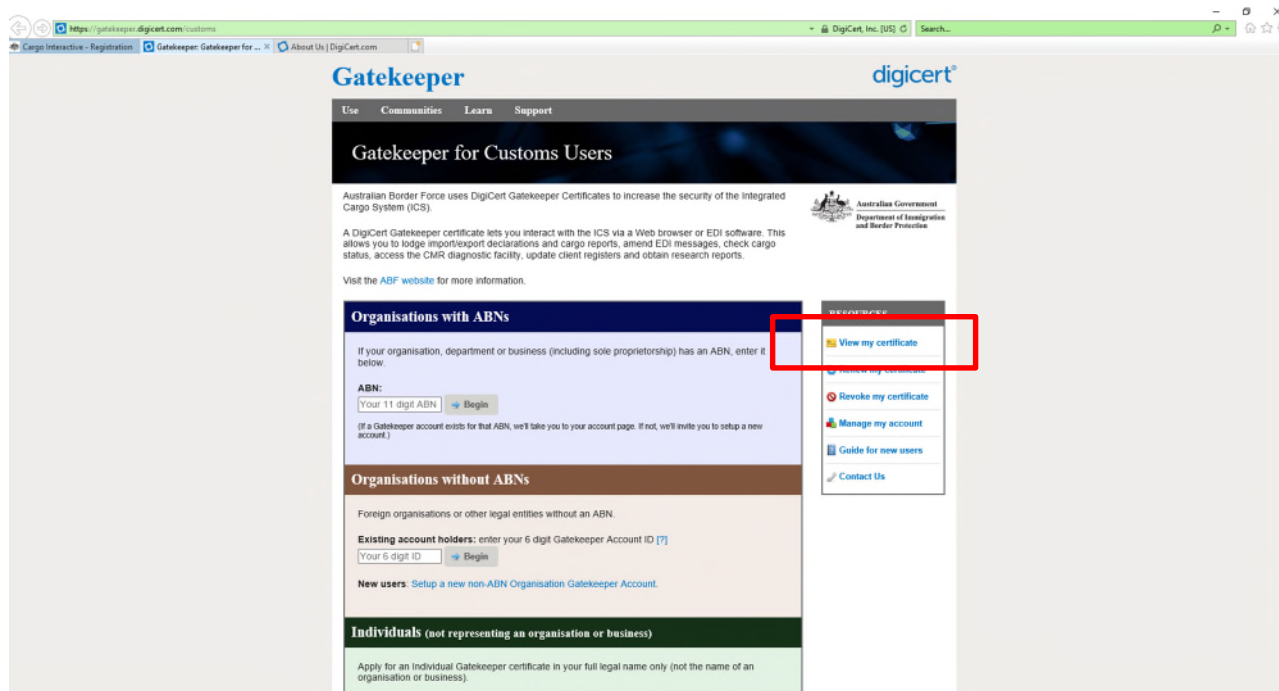 https://gatekeeper.digicert.com/customs
DigiCert, Inc. [US]
Search...
Cargo Interactive - Registration
Gatekeeper: Gatekeeper for ...
About Us | DigiCert.com
Gatekeeper
digicert®
Use Communities Learn Support
Gatekeeper for Customs Users
Australian Border Force uses DigiCert Gatekeeper Certificates to increase the security of the Integrated
Cargo System (ICS).
A DigiCert Gatekeeper certificate lets you interact with the ICS via a Web browser or EDI software. This
allows you to lodge import/export declarations and cargo reports, amend EDI messages, check cargo
status, access the CMR diagnostic facility, update client registers and obtain research reports.
Visit the ABF website for more information.
Australian Government
Department of Immigration
and Border Protection
Organisations with ABNs
If your organisation, department or business (including sole proprietorship) has an ABN, enter it
below.
ABN:
Your 11 digit ABN
Begin
(If a Gatekeeper account exists for that ABN, we'll take you to your account page. If not, we'll invite you to setup a new
account.)
Organisations without ABNs
Foreign organisations or other legal entities without an ABN.
Existing account holders: enter your 6 digit Gatekeeper Account ID [?]
Your 6 digit ID
Begin
New users: Setup a new non-ABN Organisation Gatekeeper Account.
Individuals (not representing an organisation or business)
Apply for an Individual Gatekeeper certificate in your full legal name only (not the name of an
organisation or business).
RESOURCES
View my certificate
Renew my certificate
Revoke my certificate
Manage my account
Guide for new users
Contact Us